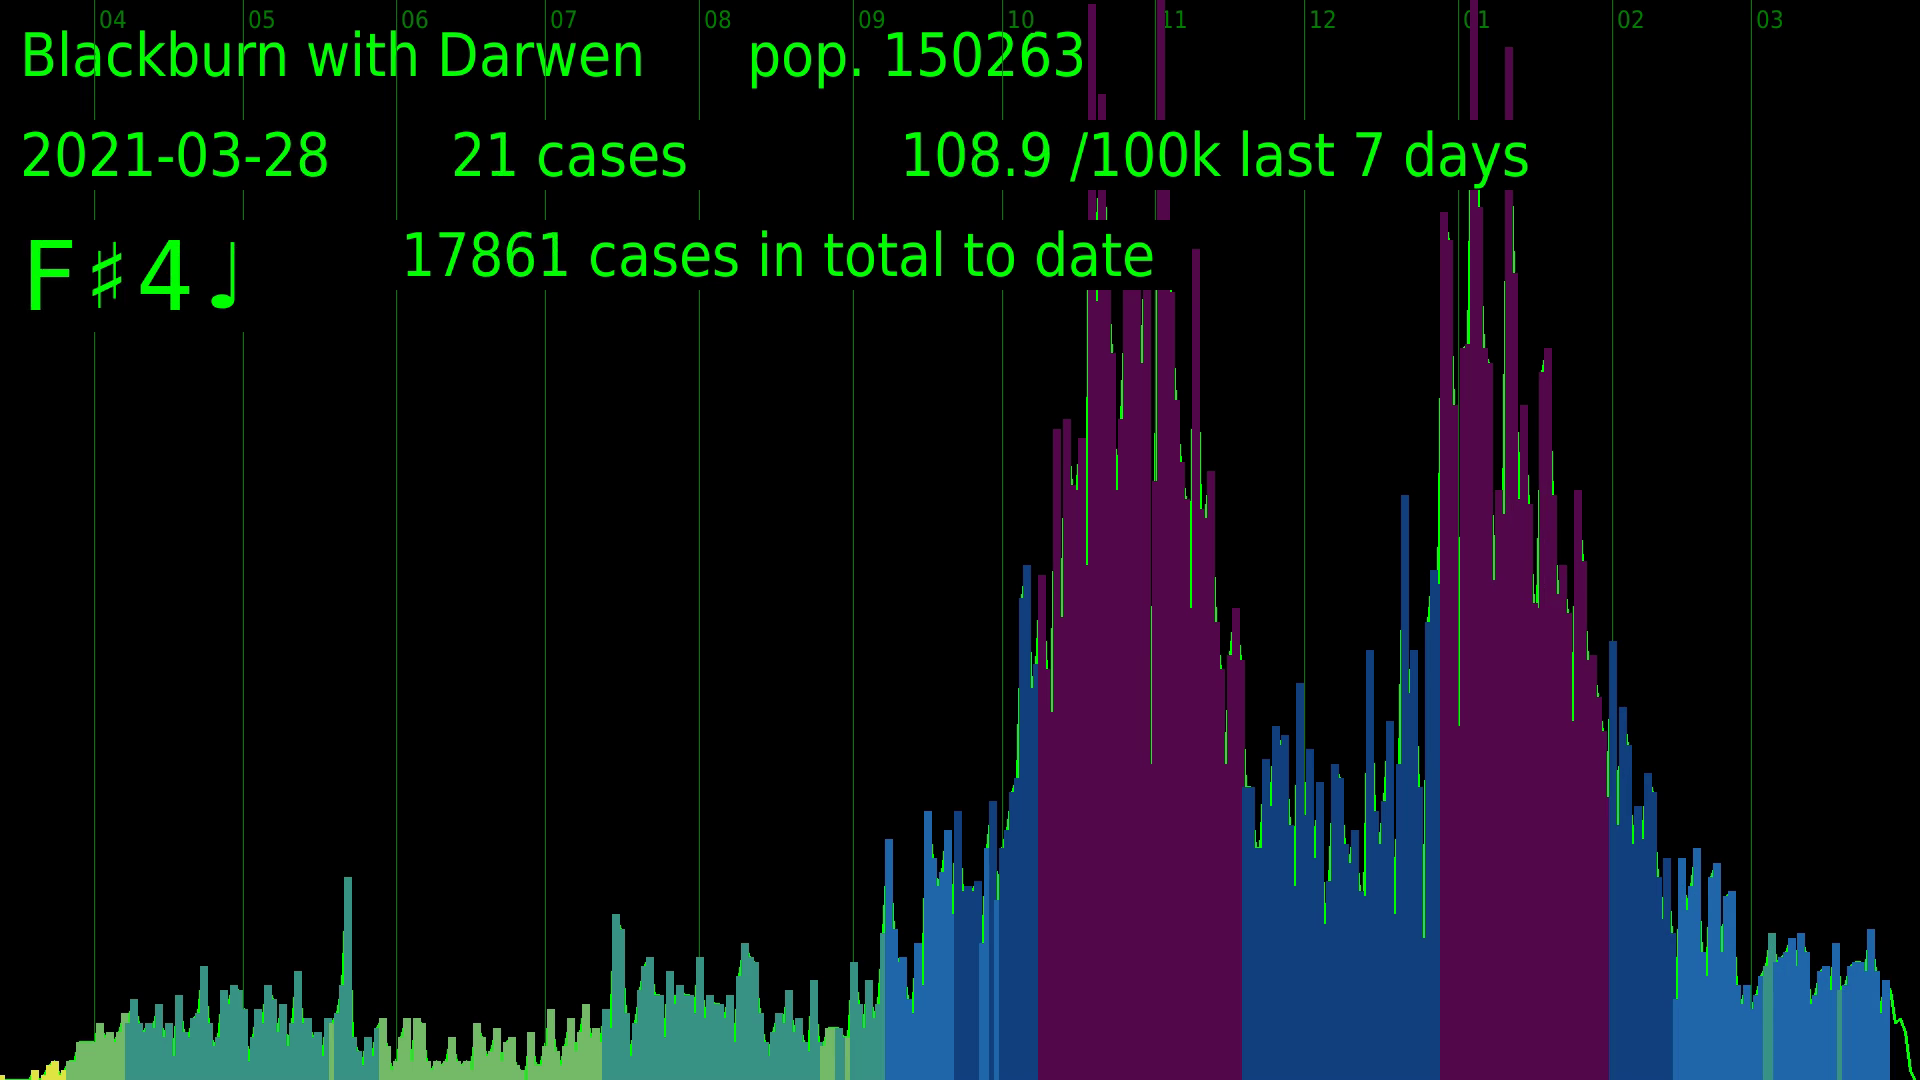 04 05 06 07 08 09 10 11 12 01 02 03
Blackburn with Darwen pop. 150263
2021-03-28 21 cases 108.9 /100k last 7 days
F♯4♩ 17861 cases in total to date